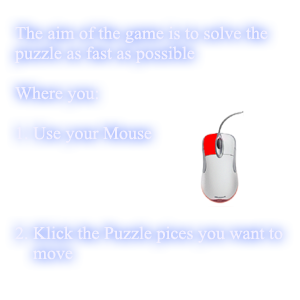 The aim of the game is to solve the
puzzle as fast as possible
Where you:
1. Use your Mouse
2. Klick the Puzzle pices you want to
move